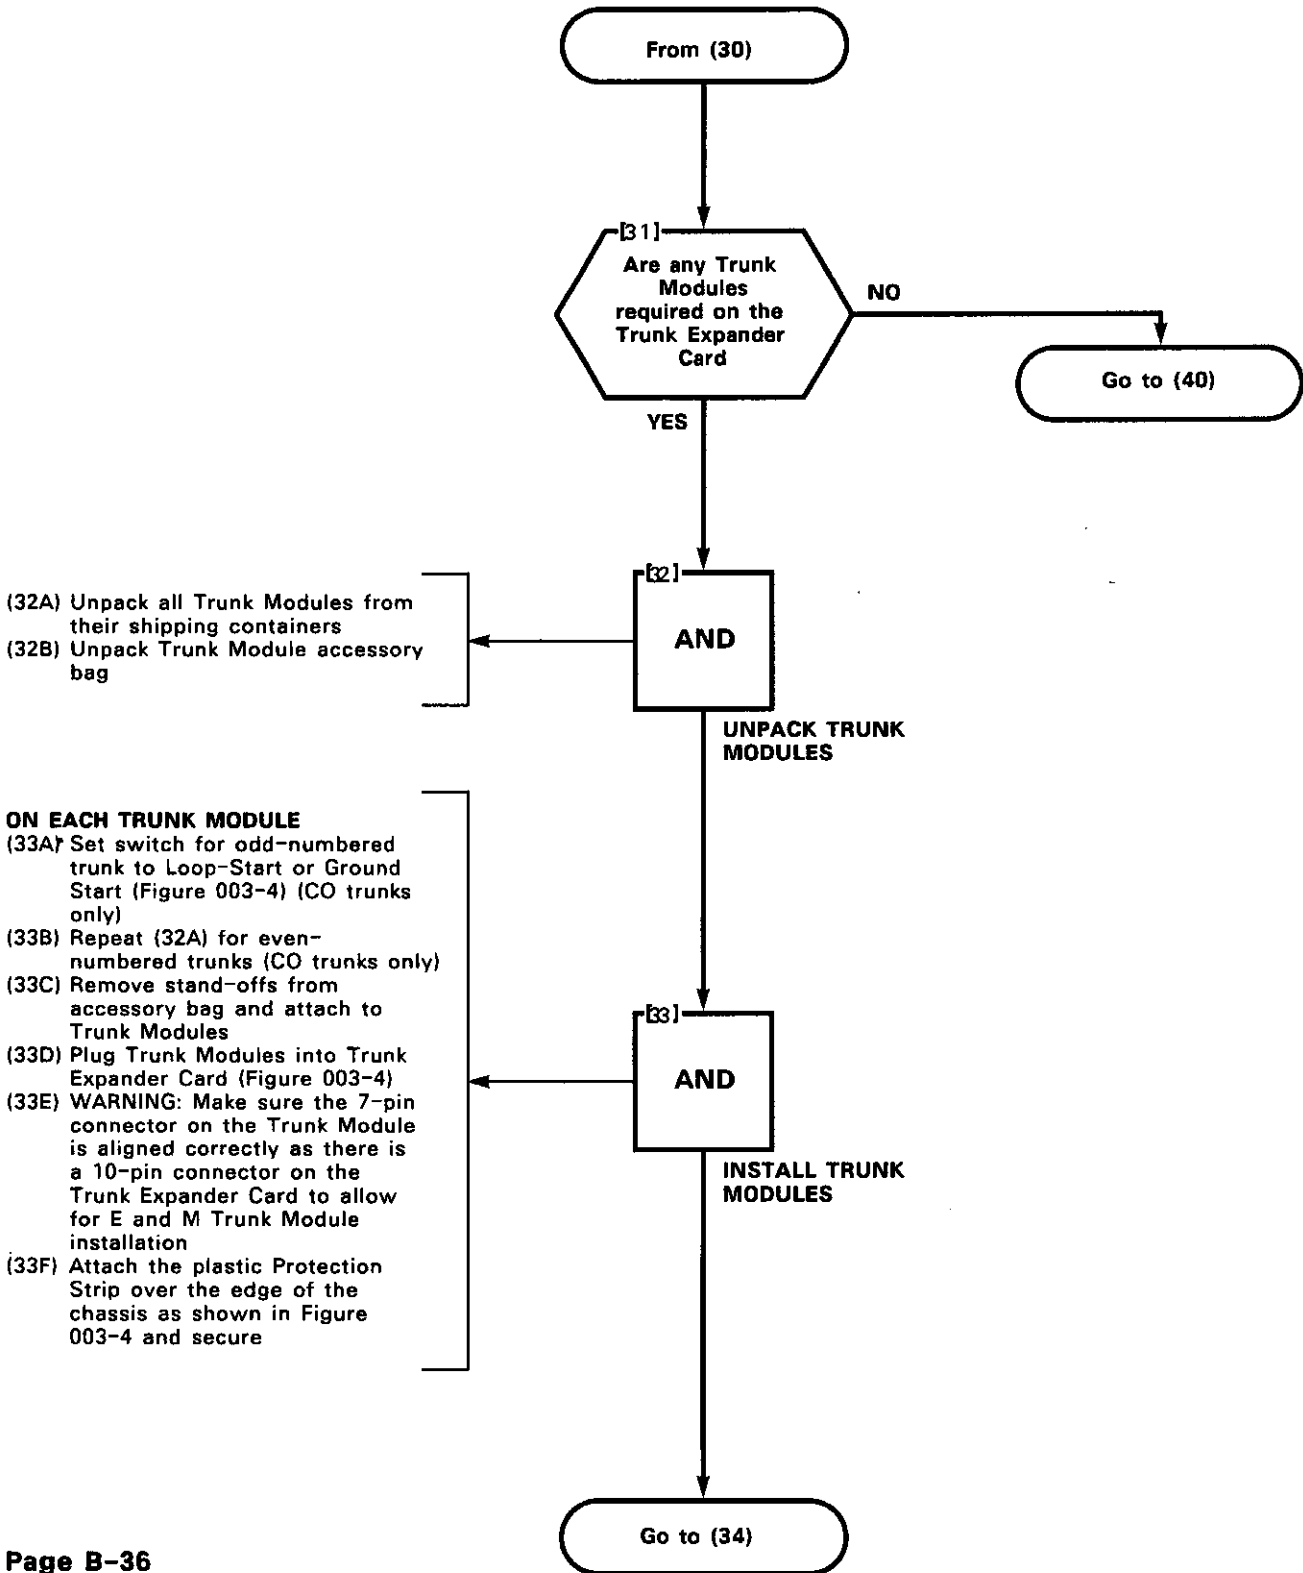 From (30)
[31]
Are any Trunk
Modules
required on the
Trunk Expander
Card
NO
Go to (40)
YES
[32]
AND
(32A) Unpack all Trunk Modules from
their shipping containers
(32B) Unpack Trunk Module accessory
bag
UNPACK TRUNK
MODULES
ON EACH TRUNK MODULE
(33A) Set switch for odd-numbered
trunk to Loop-Start or Ground
Start (Figure 003-4) (CO trunks
only)
(33B) Repeat (32A) for even-
numbered trunks (CO trunks only)
(33C) Remove stand-offs from
accessory bag and attach to
Trunk Modules
(33D) Plug Trunk Modules into Trunk
Expander Card (Figure 003-4)
(33E) WARNING: Make sure the 7-pin
connector on the Trunk Module
is aligned correctly as there is
a 10-pin connector on the
Trunk Expander Card to allow
for E and M Trunk Module
installation
(33F) Attach the plastic Protection
Strip over the edge of the
chassis as shown in Figure
003-4 and secure
[33]
AND
INSTALL TRUNK
MODULES
Go to (34)
Page B-36